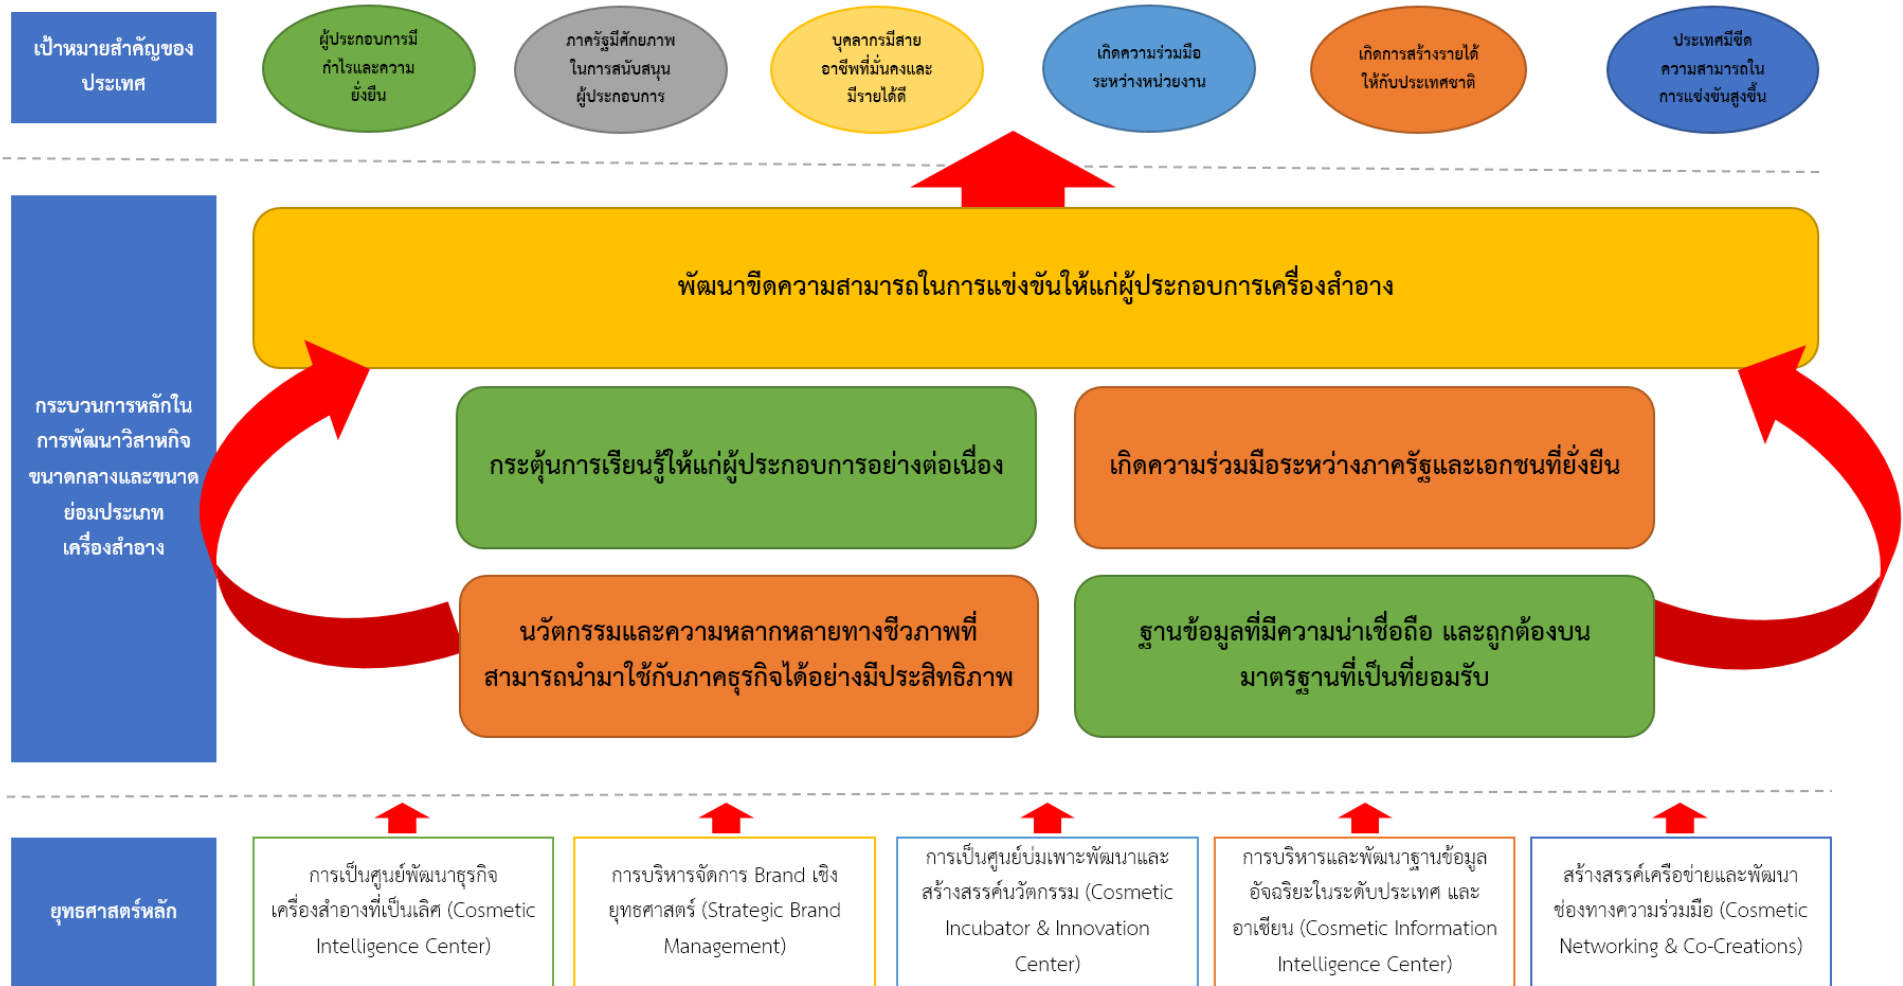 เป้าหมายสำคัญของ
ประเทศ
ผู้ประกอบการมี
กำไรและความ
ยั่งยืน
ภาครัฐมีศักยภาพ
ในการสนับสนุน
ผู้ประกอบการ
บุคลากรมีสาย
อาชีพที่มั่นคงและ
มีรายได้ดี
เกิดความร่วมมือ
ระหว่างหน่วยงาน
เกิดการสร้างรายได้
ให้กับประเทศชาติ
ประเทศมีขีด
ความสามารถใน
การแข่งขันสูงขึ้น
กระบวนการหลักใน
การพัฒนาวิสาหกิจ
ขนาดกลางและขนาด
ย่อมประเภท
เครื่องสำอาง
พัฒนาขีดความสามารถในการแข่งขันให้แก่ผู้ประกอบการเครื่องสำอาง
กระตุ้นการเรียนรู้ให้แก่ผู้ประกอบการอย่างต่อเนื่อง
เกิดความร่วมมือระหว่างภาครัฐและเอกชนที่ยั่งยืน
นวัตกรรมและความหลากหลายทางชีวภาพที่
สามารถนำมาใช้กับภาคธุรกิจได้อย่างมีประสิทธิภาพ
ฐานข้อมูลที่มีความน่าเชื่อถือ และถูกต้องบน
มาตรฐานที่เป็นที่ยอมรับ
ยุทธศาสตร์หลัก
การเป็นศูนย์พัฒนาธุรกิจ
เครื่องสำอางที่เป็นเลิศ (Cosmetic
Intelligence Center)
การบริหารจัดการ Brand เชิง
ยุทธศาสตร์ (Strategic Brand
Management)
การเป็นศูนย์บ่มเพาะพัฒนาและ
สร้างสรรค์นวัตกรรม (Cosmetic
Incubator & Innovation
Center)
การบริหารและพัฒนาฐานข้อมูล
อัจฉริยะในระดับประเทศ และ
อาเซียน (Cosmetic Information
Intelligence Center)
สร้างสรรค์เครือข่ายและพัฒนา
ช่องทางความร่วมมือ (Cosmetic
Networking & Co-Creations)